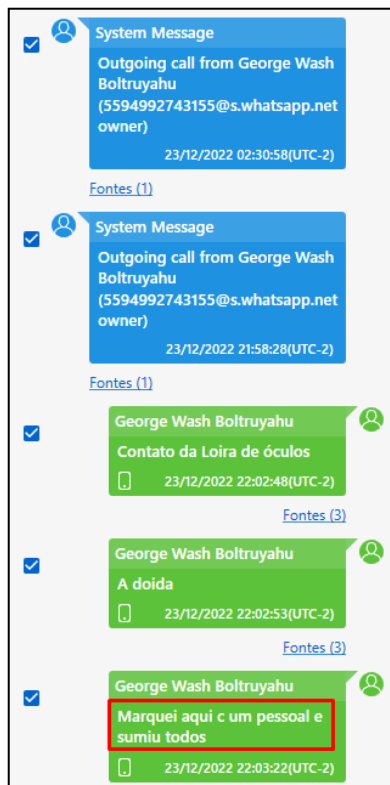 System Message
Outgoing call from George Wash
Boltruyahu
(5594992743155@s.whatsapp.net
owner)
23/12/2022 02:30:58(UTC-2)
Fontes (1)
System Message
Outgoing call from George Wash
Boltruyahu
(5594992743155@s.whatsapp.net
owner)
23/12/2022 21:58:28(UTC-2)
Fontes (1)
George Wash Boltruyahu
Contato da Loira de óculos
23/12/2022 22:02:48(UTC-2)
Fontes (3)
George Wash Boltruyahu
A doida
23/12/2022 22:02:53(UTC-2)
Fontes (3)
George Wash Boltruyahu
Marquei aqui c um pessoal e
sumiu todos
23/12/2022 22:03:22(UTC-2)